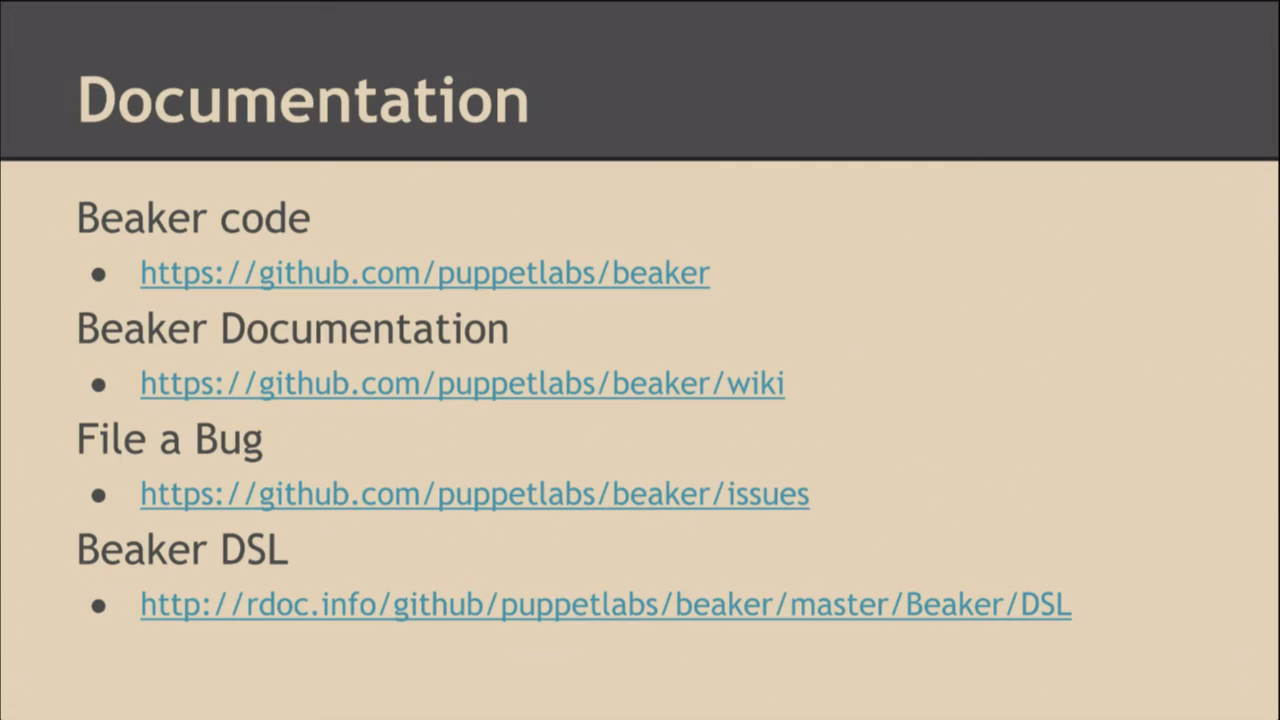 Documentation
Beaker code
● https://github.com/puppetlabs/beaker
Beaker Documentation
● https://github.com/puppetlabs/beaker/wiki
File a Bug
● https://github.com/puppetlabs/beaker/issues
Beaker DSL
● http://rdoc.info/github/puppetlabs/beaker/master/Beaker/DSL